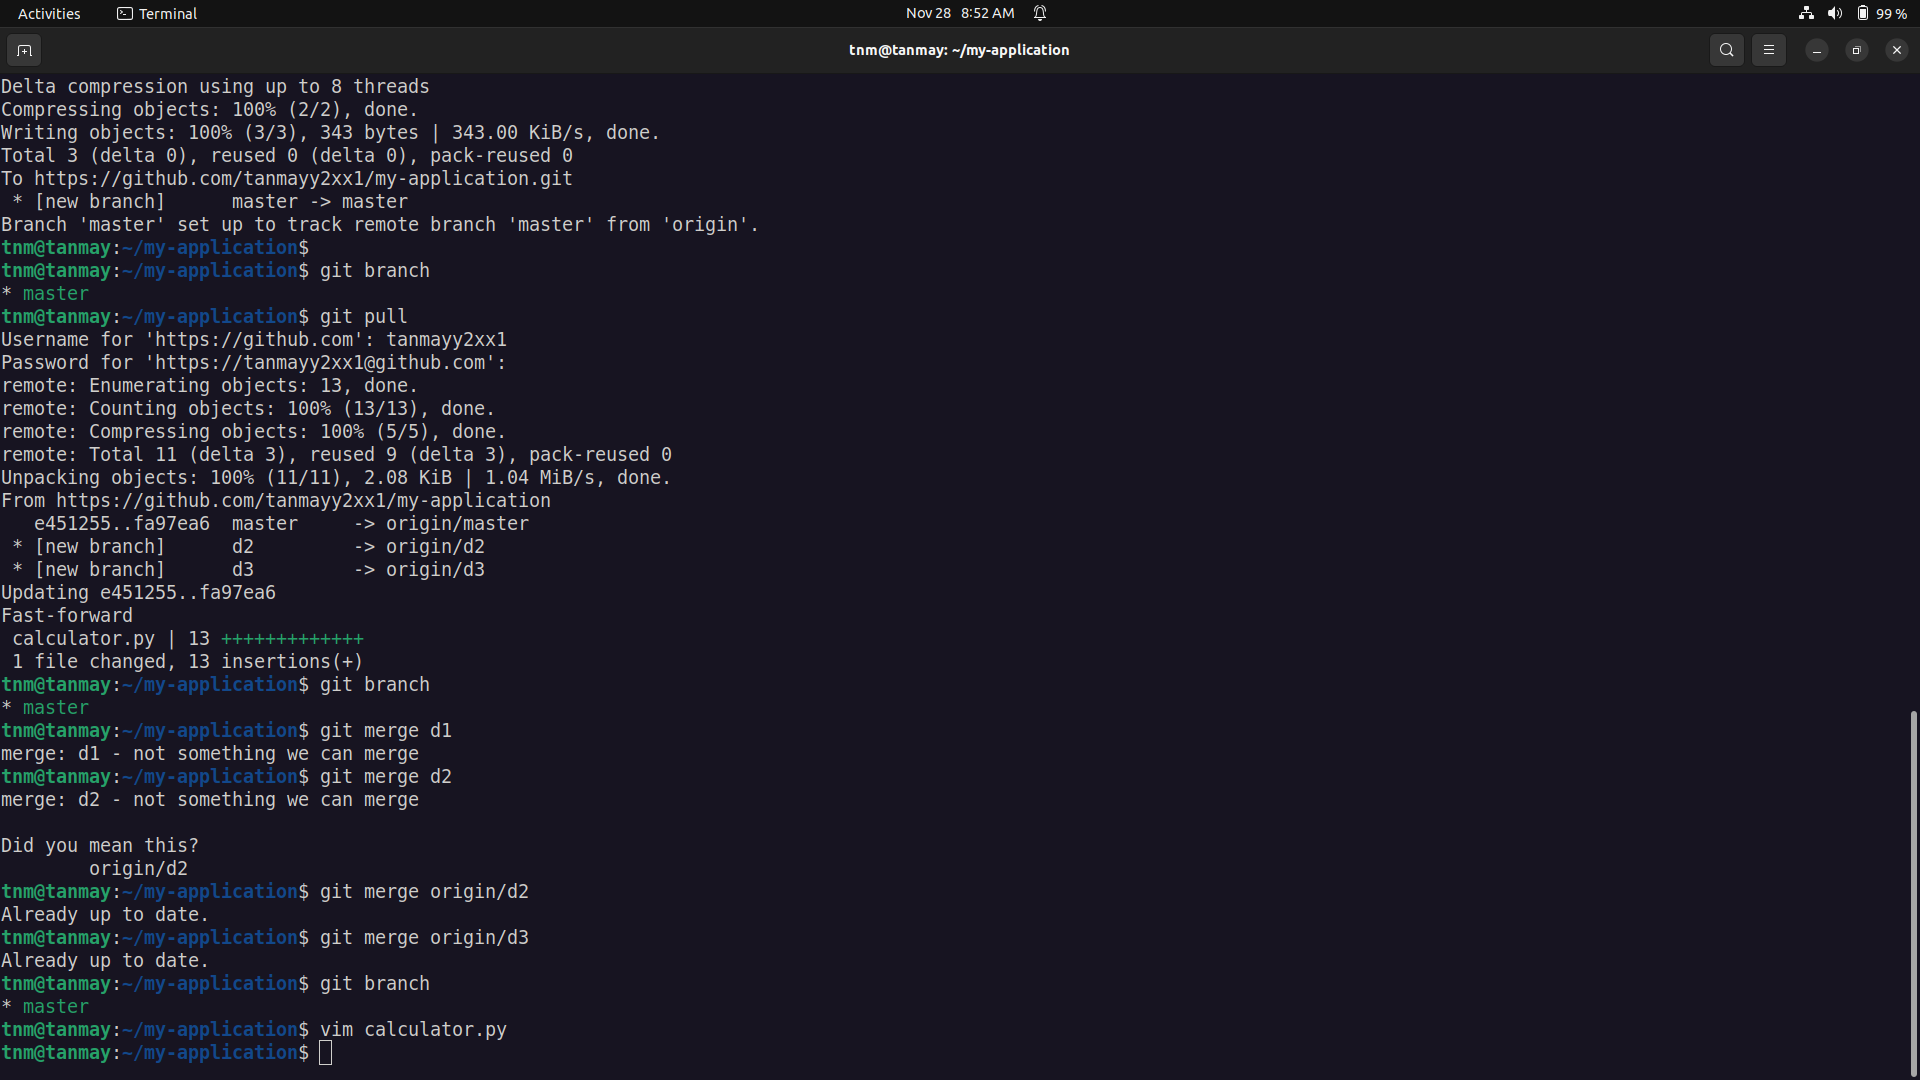 Activities Terminal Nov 28 8:52 AM 99 %
tnm@tanmay: ~/my-application
Delta compression using up to 8 threads
Compressing objects: 100% (2/2), done.
Writing objects: 100% (3/3), 343 bytes | 343.00 KiB/s, done.
Total 3 (delta 0), reused 0 (delta 0), pack-reused 0
To https://github.com/tanmayy2xx1/my-application.git
 * [new branch]      master -> master
Branch 'master' set up to track remote branch 'master' from 'origin'.
tnm@tanmay:~/my-application$
tnm@tanmay:~/my-application$ git branch
* master
tnm@tanmay:~/my-application$ git pull
Username for 'https://github.com': tanmayy2xx1
Password for 'https://tanmayy2xx1@github.com':
remote: Enumerating objects: 13, done.
remote: Counting objects: 100% (13/13), done.
remote: Compressing objects: 100% (5/5), done.
remote: Total 11 (delta 3), reused 9 (delta 3), pack-reused 0
Unpacking objects: 100% (11/11), 2.08 KiB | 1.04 MiB/s, done.
From https://github.com/tanmayy2xx1/my-application
   e451255..fa97ea6  master     -> origin/master
 * [new branch]      d2         -> origin/d2
 * [new branch]      d3         -> origin/d3
Updating e451255..fa97ea6
Fast-forward
 calculator.py | 13 +++++++++++++
 1 file changed, 13 insertions(+)
tnm@tanmay:~/my-application$ git branch
* master
tnm@tanmay:~/my-application$ git merge d1
merge: d1 - not something we can merge
tnm@tanmay:~/my-application$ git merge d2
merge: d2 - not something we can merge

Did you mean this?
        origin/d2
tnm@tanmay:~/my-application$ git merge origin/d2
Already up to date.
tnm@tanmay:~/my-application$ git merge origin/d3
Already up to date.
tnm@tanmay:~/my-application$ git branch
* master
tnm@tanmay:~/my-application$ vim calculator.py
tnm@tanmay:~/my-application$